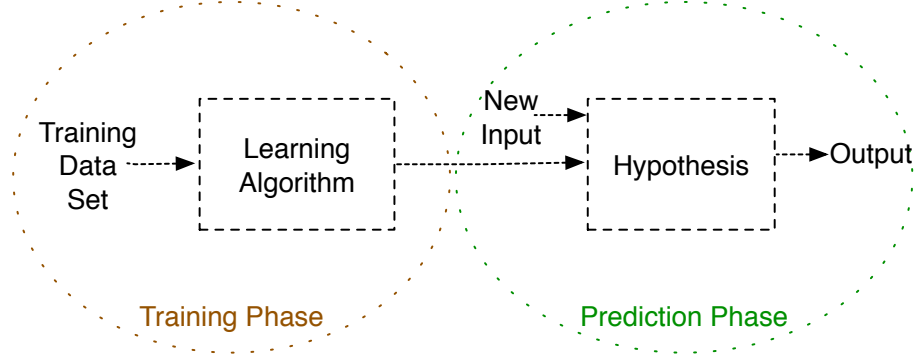 Training
Data
Set
Learning
Algorithm
New
Input
Hypothesis
Output
Training Phase
Prediction Phase